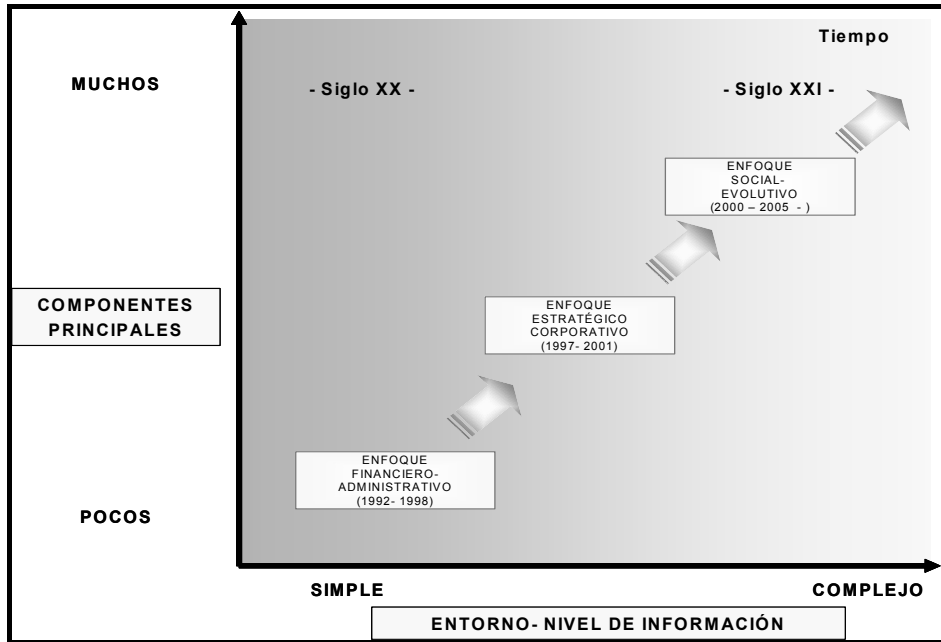 Tiempo
MUCHOS
- Siglo XX -
- Siglo XXI -
ENFOQUE
SOCIAL-
EVOLUTIVO
(2000 – 2005 - )
COMPONENTES
PRINCIPALES
ENFOQUE
ESTRATÉGICO
CORPORATIVO
(1997- 2001)
ENFOQUE
FINANCIERO-
ADMINISTRATIVO
(1992- 1998)
POCOS
SIMPLE
COMPLEJO
ENTORNO- NIVEL DE INFORMACIÓN